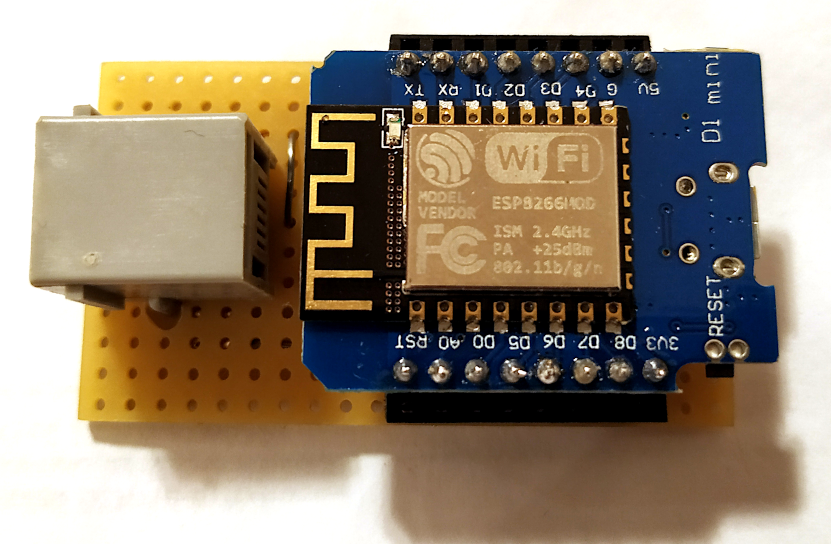 TX RX D1 D2 D3 D4 G 5V
D1 mini
WiFi
MODEL
VENDOR
ESP8266MOD
FC
ISM 2.4GHz
PA +25dBm
802.11b/g/n
RESET
RST A0 D0 D5 D6 D7 D8 3V3